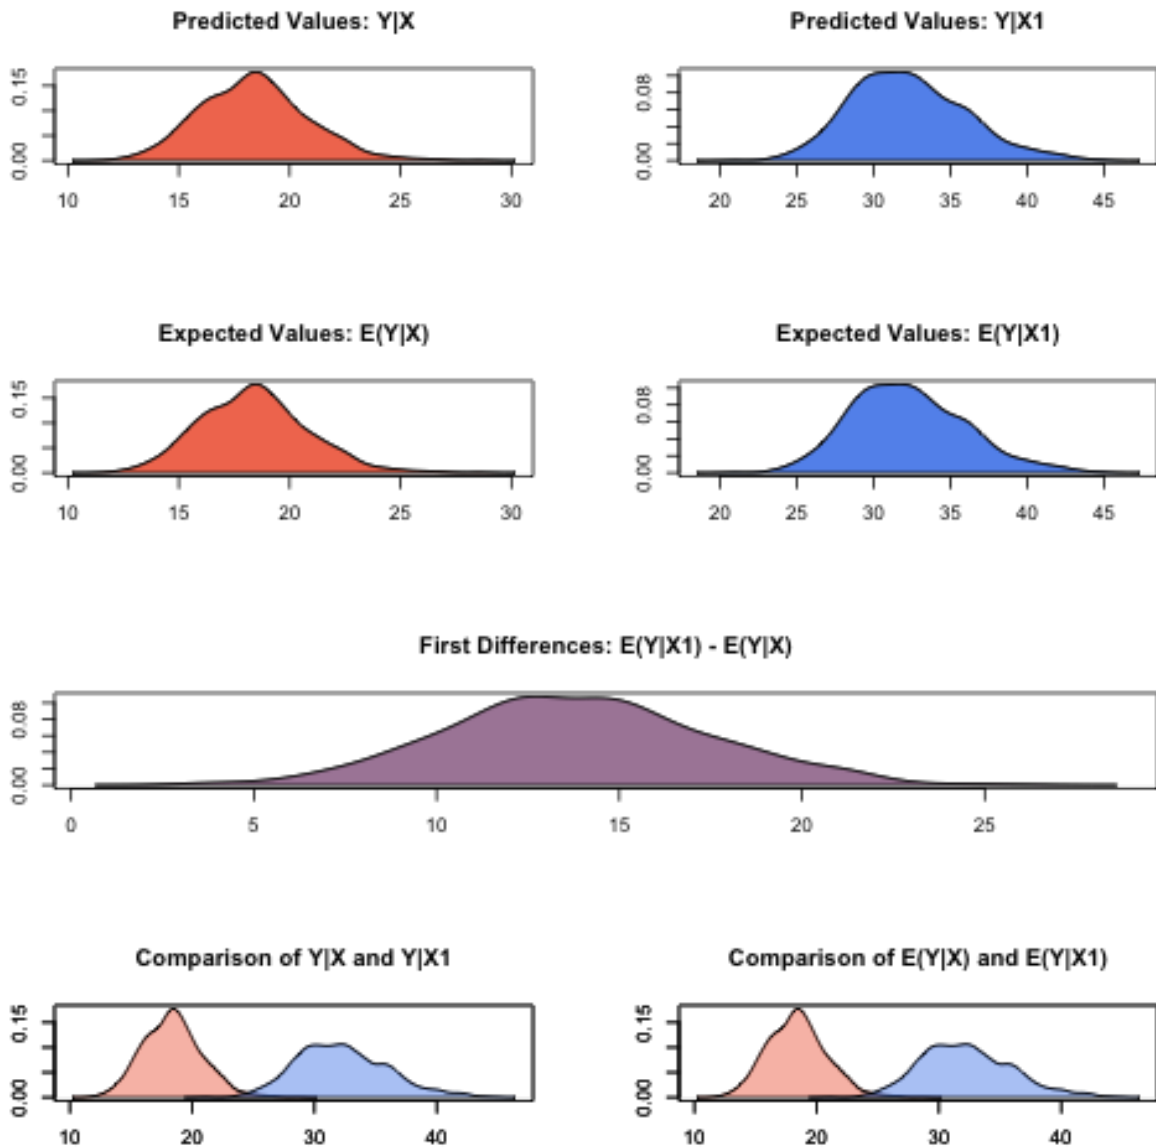 Predicted Values: Y|X
0.00 0.15
10 15 20 25 30
Predicted Values: Y|X1
0.00 0.08
20 25 30 35 40 45
Expected Values: E(Y|X)
0.00 0.15
10 15 20 25 30
Expected Values: E(Y|X1)
0.00 0.08
20 25 30 35 40 45
First Differences: E(Y|X1) - E(Y|X)
0.00 0.08
0 5 10 15 20 25
Comparison of Y|X and Y|X1
0.00 0.15
10 20 30 40
Comparison of E(Y|X) and E(Y|X1)
0.00 0.15
10 20 30 40